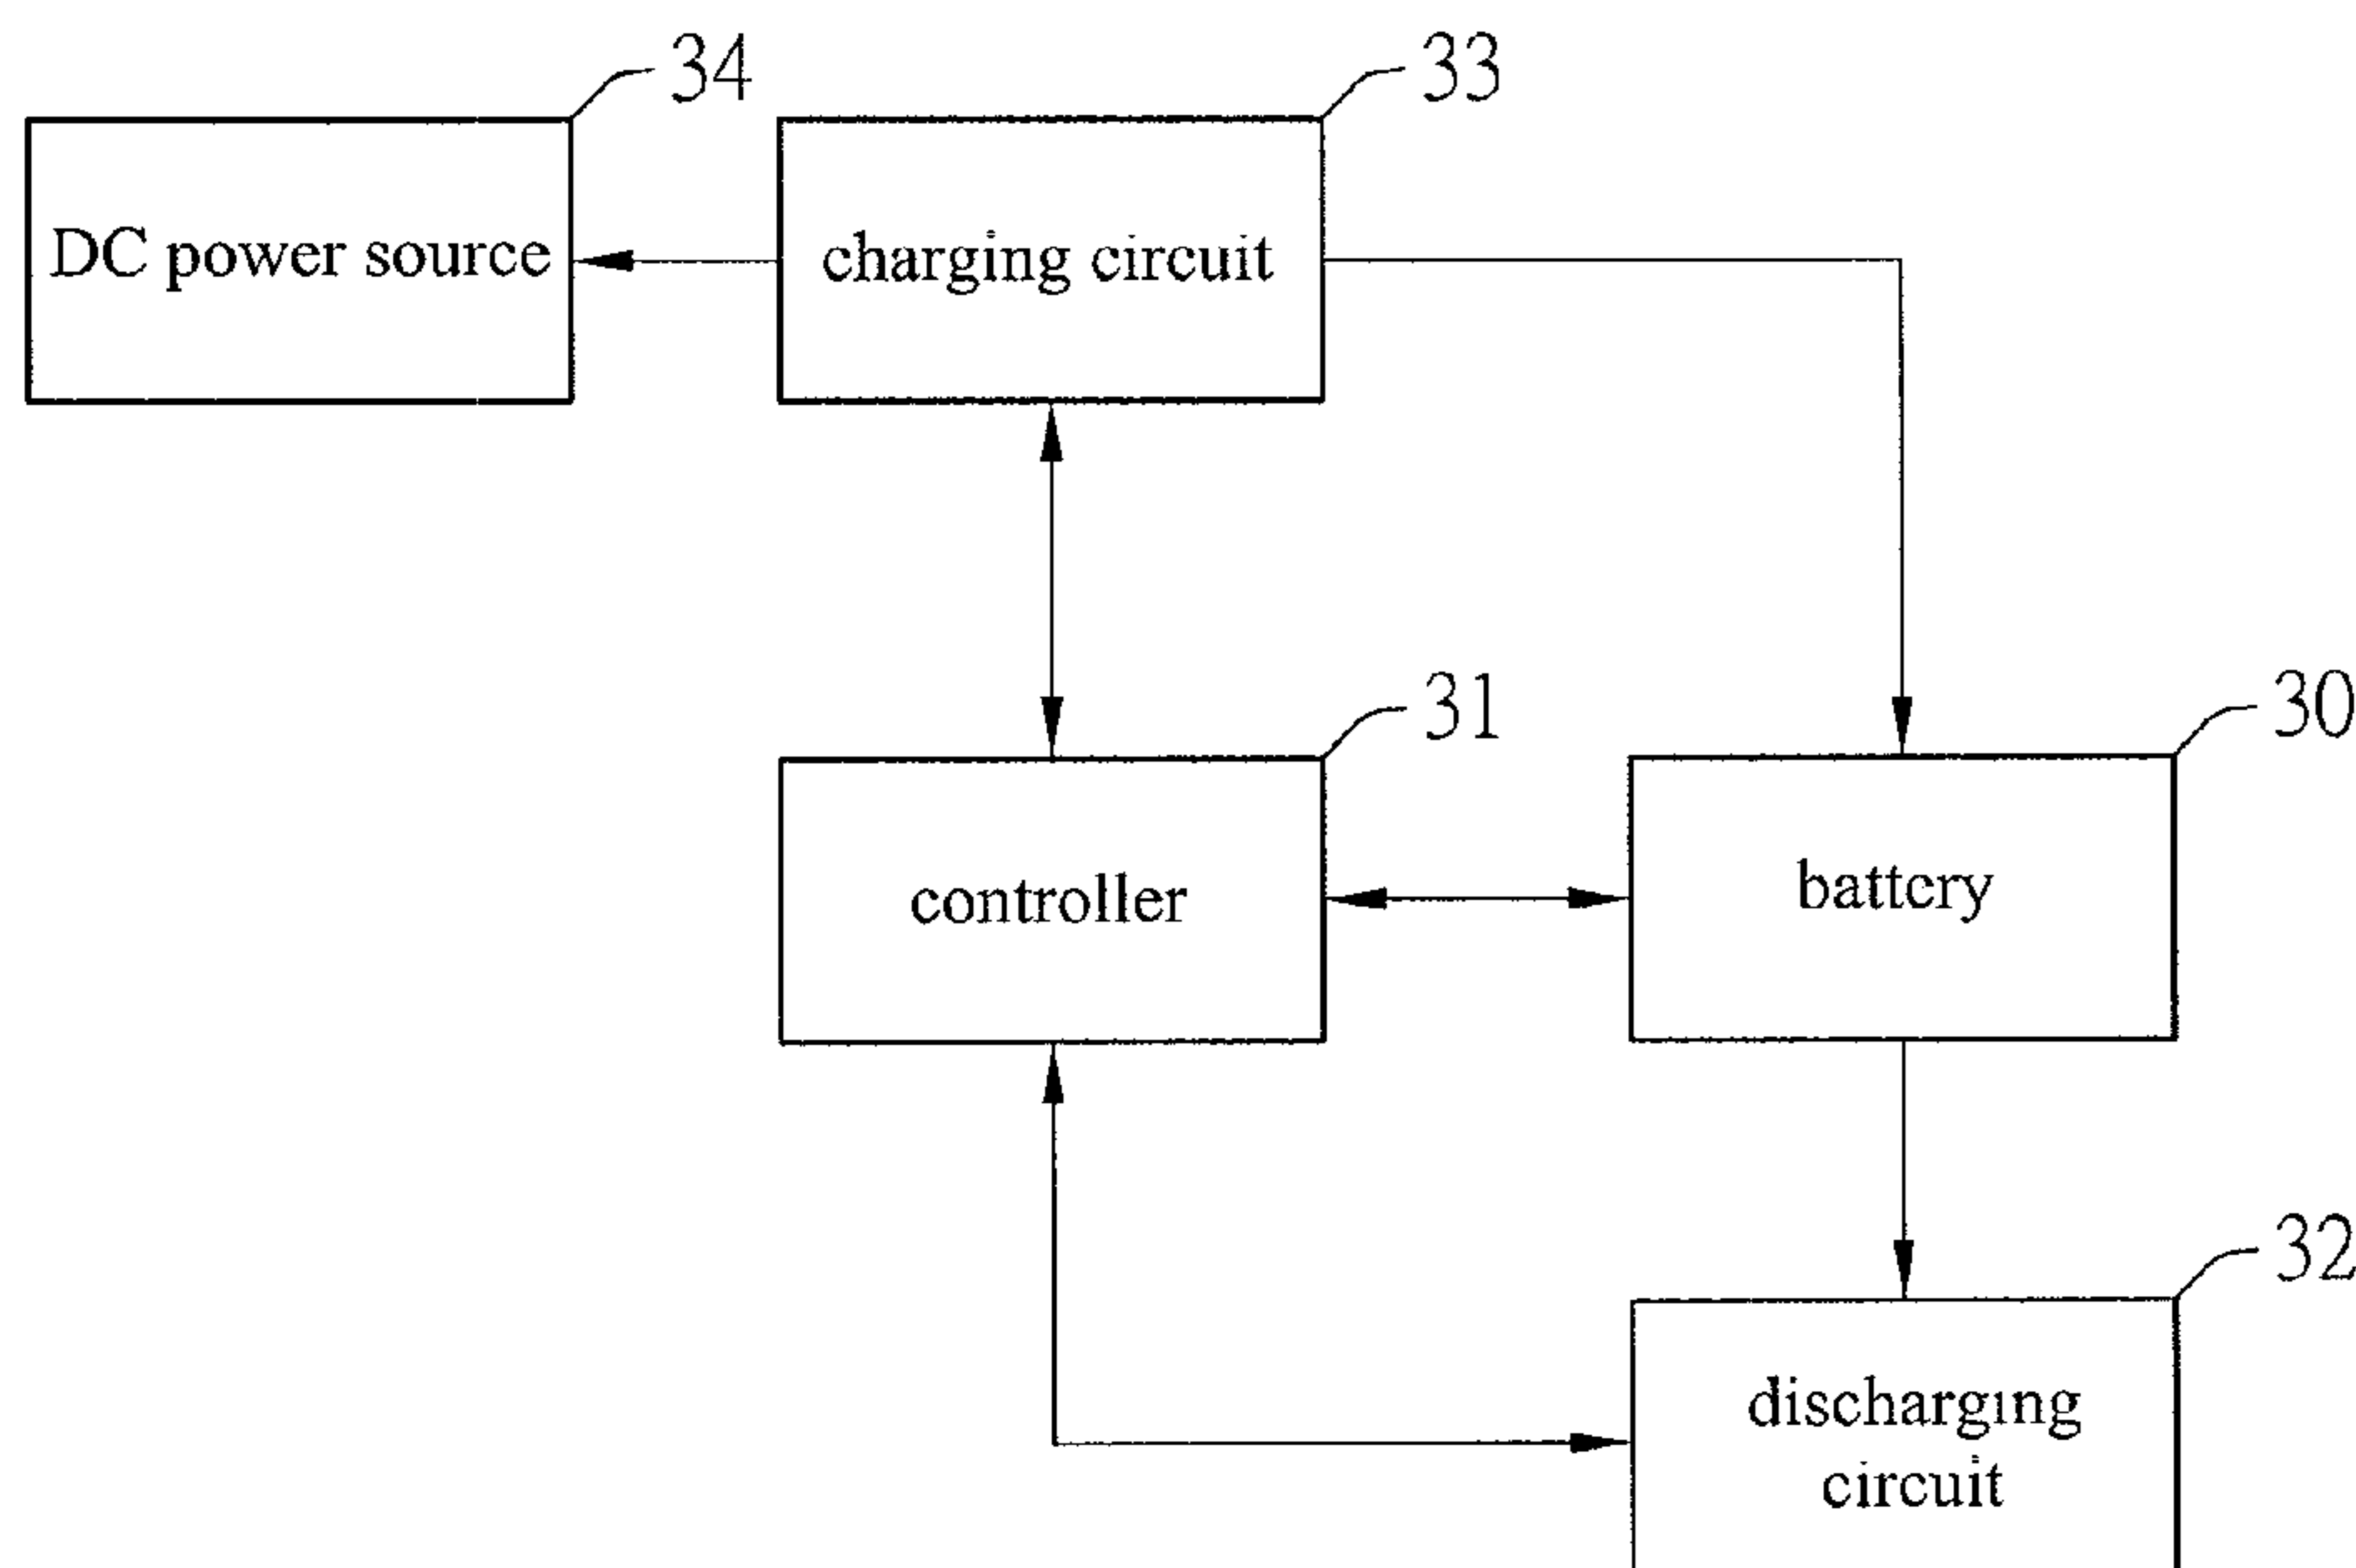 34
33
DC power source
charging circuit
31
30
controller
battery
32
discharging
circuit